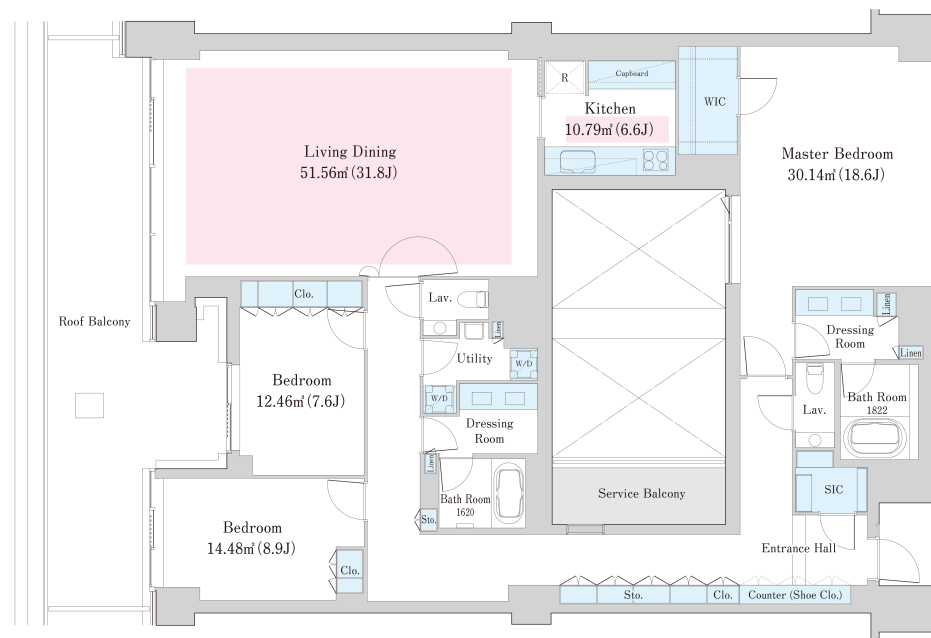 R
Cupboard
Kitchen
10.79㎡(6.6J)
WIC
Living Dining
51.56㎡(31.8J)
Master Bedroom
30.14㎡(18.6J)
Clo.
Lav.
Linen
Roof Balcony
Utility
W/D
W/D
Dressing
Room
Linen
Linen
Bedroom
12.46㎡(7.6J)
Dressing
Room
Linen
Bath Room
1822
Lav.
Bath Room
1620
Service Balcony
SIC
Sto.
Bedroom
14.48㎡(8.9J)
Clo.
Entrance Hall
Sto.
Clo.
Counter (Shoe Clo.)